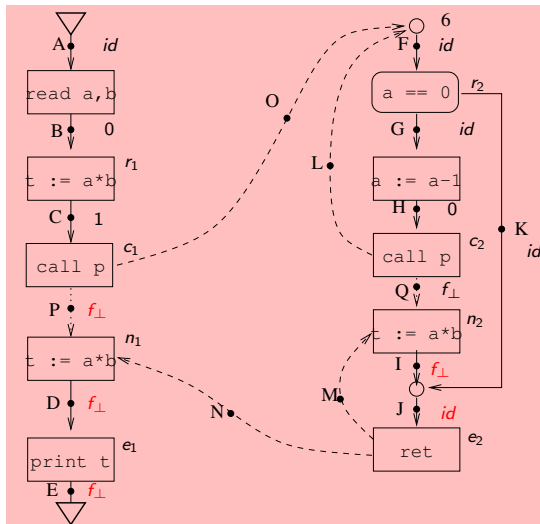 A id
read a,b
B 0
t := a*b r₁
C 1
call p c₁
P f⊥
t := a*b n₁
D f⊥
print t e₁
E f⊥
O
N
6
F id
a == 0 r₂
G id
L
a := a-1
H 0
K
id
call p c₂
Q f⊥
t := a*b n₂
I f⊥
M
J id
ret e₂